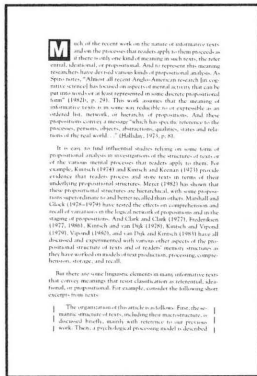 Much of the recent work on the nature of informative texts
and on the processes that readers apply to them proceeds as
if there is only one kind of meaning in such texts, the refer-
ential, ideational, or propositional. And to represent this meaning
researchers have devised various kinds of propositional analysis. As
notes, "Almost all recent Anglo-American research [in cog-
nitive science] has focused on aspects of mental activity that can be
put into words or at least represented in some discrete propositional
form" (1982b, p. 29). This work assumes that the meaning of
informative texts is in some way reducible to or expressible as an
ordered list, network, or hierarchy of propositions. And these
propositions convey a message "which has specific reference to the
processes, persons, objects, abstractions, qualities, states and rela-
tions of the real world . . ." (Halliday, 1973, p.
It is easy to find influential studies relying on some form of
propositional analysis in investigations of the structures of texts or
of the various mental processes that readers apply to them. For
example, Kintsch (1974) and Kintsch and Keenan (1973) provide
evidence that readers process and store texts in terms of these
underlying propositional structures. Meyer (1982) has shown that
these propositional structures are hierarchical, with some proposi-
tions superordinate to and better recalled than others. Marshall and
Glock (1978–1979) have tested the effects on comprehension and
recall of variations in the logical network of propositions and in the
staging of propositions. And Clark and Clark (1977), Frederiksen
(1977, 1986), Kintsch and van Dijk (1978), Kintsch and Vipond
(1979), Vipond (1980), and van Dijk and Kintsch (1983) have all
discussed and experimented with various other aspects of the pro-
positional structure of texts and of readers' memory structures as
they have worked on models of text production, processing, compre-
hension, storage, and recall.
But there are some linguistic elements in many informative texts
that convey meanings that resist classification as referential, idea-
tional, or propositional. For example, consider the following short
excerpts from texts:
The organization of this article is as follows: First, the se-
mantic structure of texts, including their macrostructure, is
discussed briefly, mainly with reference to our previous
work. Then, a psychological processing model is described